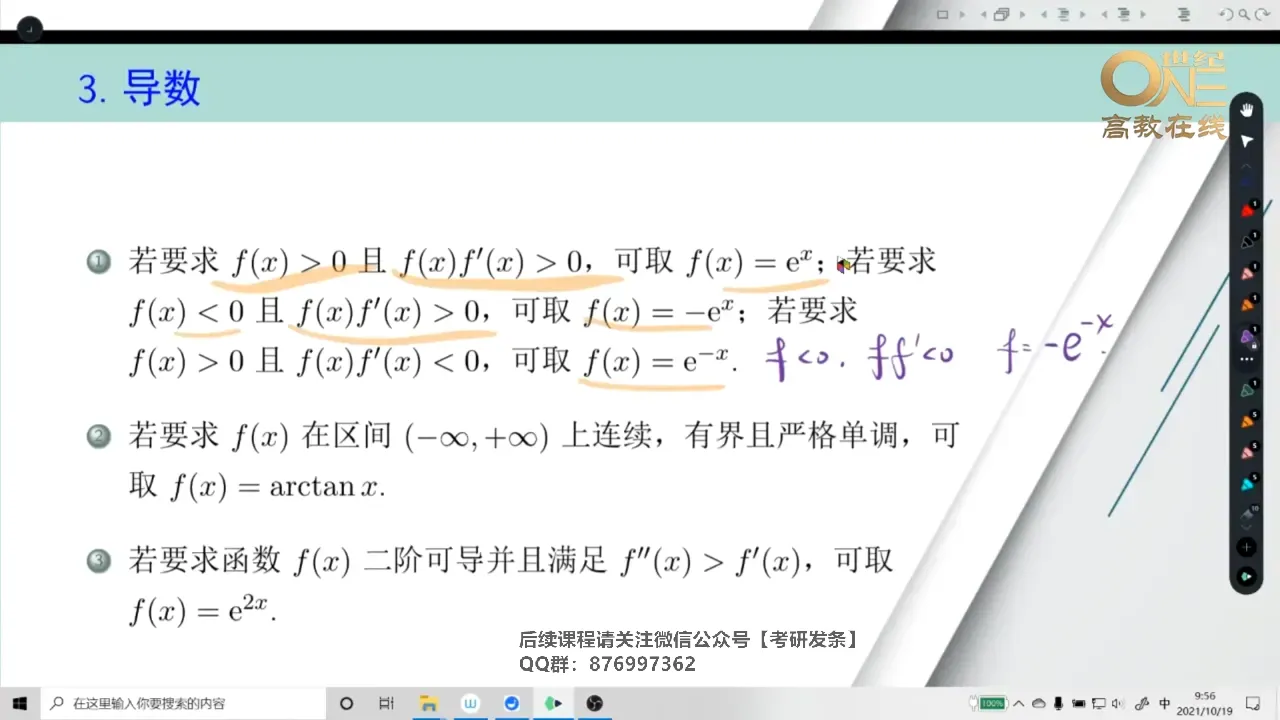 3. 导数
世纪
ONE
高教在线
① 若要求 f(x) > 0 且 f(x)f′(x) > 0，可取 f(x) = eˣ；若要求
f(x) < 0 且 f(x)f′(x) > 0，可取 f(x) = −eˣ；若要求
f(x) > 0 且 f(x)f′(x) < 0，可取 f(x) = e⁻ˣ. f<0. ff′<0 f=-e⁻ˣ.
② 若要求 f(x) 在区间 (−∞, +∞) 上连续，有界且严格单调，可
取 f(x) = arctan x.
③ 若要求函数 f(x) 二阶可导并且满足 f″(x) > f′(x)，可取
f(x) = e²ˣ.
后续课程请关注微信公众号【考研发条】
QQ群：876997362
在这里输入你要搜索的内容
100%
中
9:56
2021/10/19